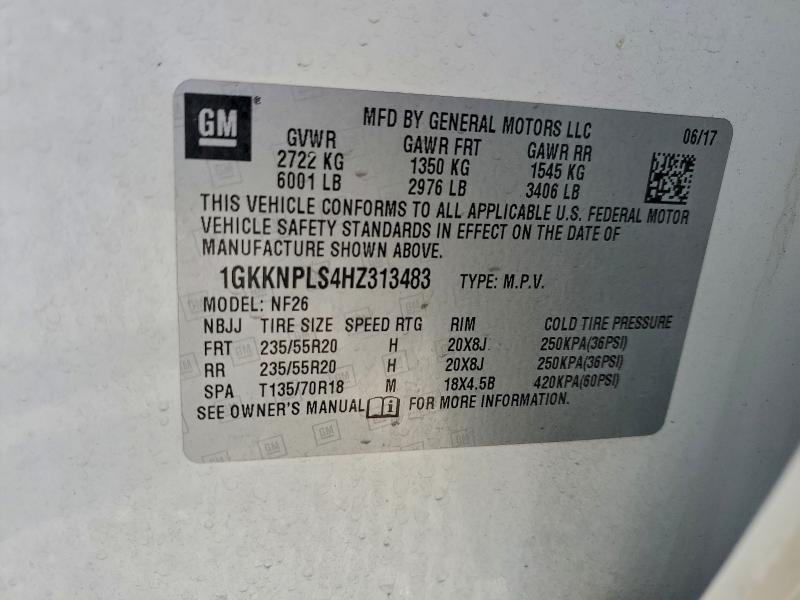 GM®
MFD BY GENERAL MOTORS LLC 06/17
GVWR GAWR FRT GAWR RR
2722 KG 1350 KG 1545 KG
6001 LB 2976 LB 3406 LB
THIS VEHICLE CONFORMS TO ALL APPLICABLE U.S. FEDERAL MOTOR
VEHICLE SAFETY STANDARDS IN EFFECT ON THE DATE OF
MANUFACTURE SHOWN ABOVE.
1GKKNPLS4HZ313483 TYPE: M.P.V.
MODEL: NF26
NBJJ TIRE SIZE SPEED RTG RIM COLD TIRE PRESSURE
FRT 235/55R20 H 20X8J 250KPA(36PSI)
RR 235/55R20 H 20X8J 250KPA(36PSI)
SPA T135/70R18 M 18X4.5B 420KPA(60PSI)
SEE OWNER'S MANUAL FOR MORE INFORMATION.